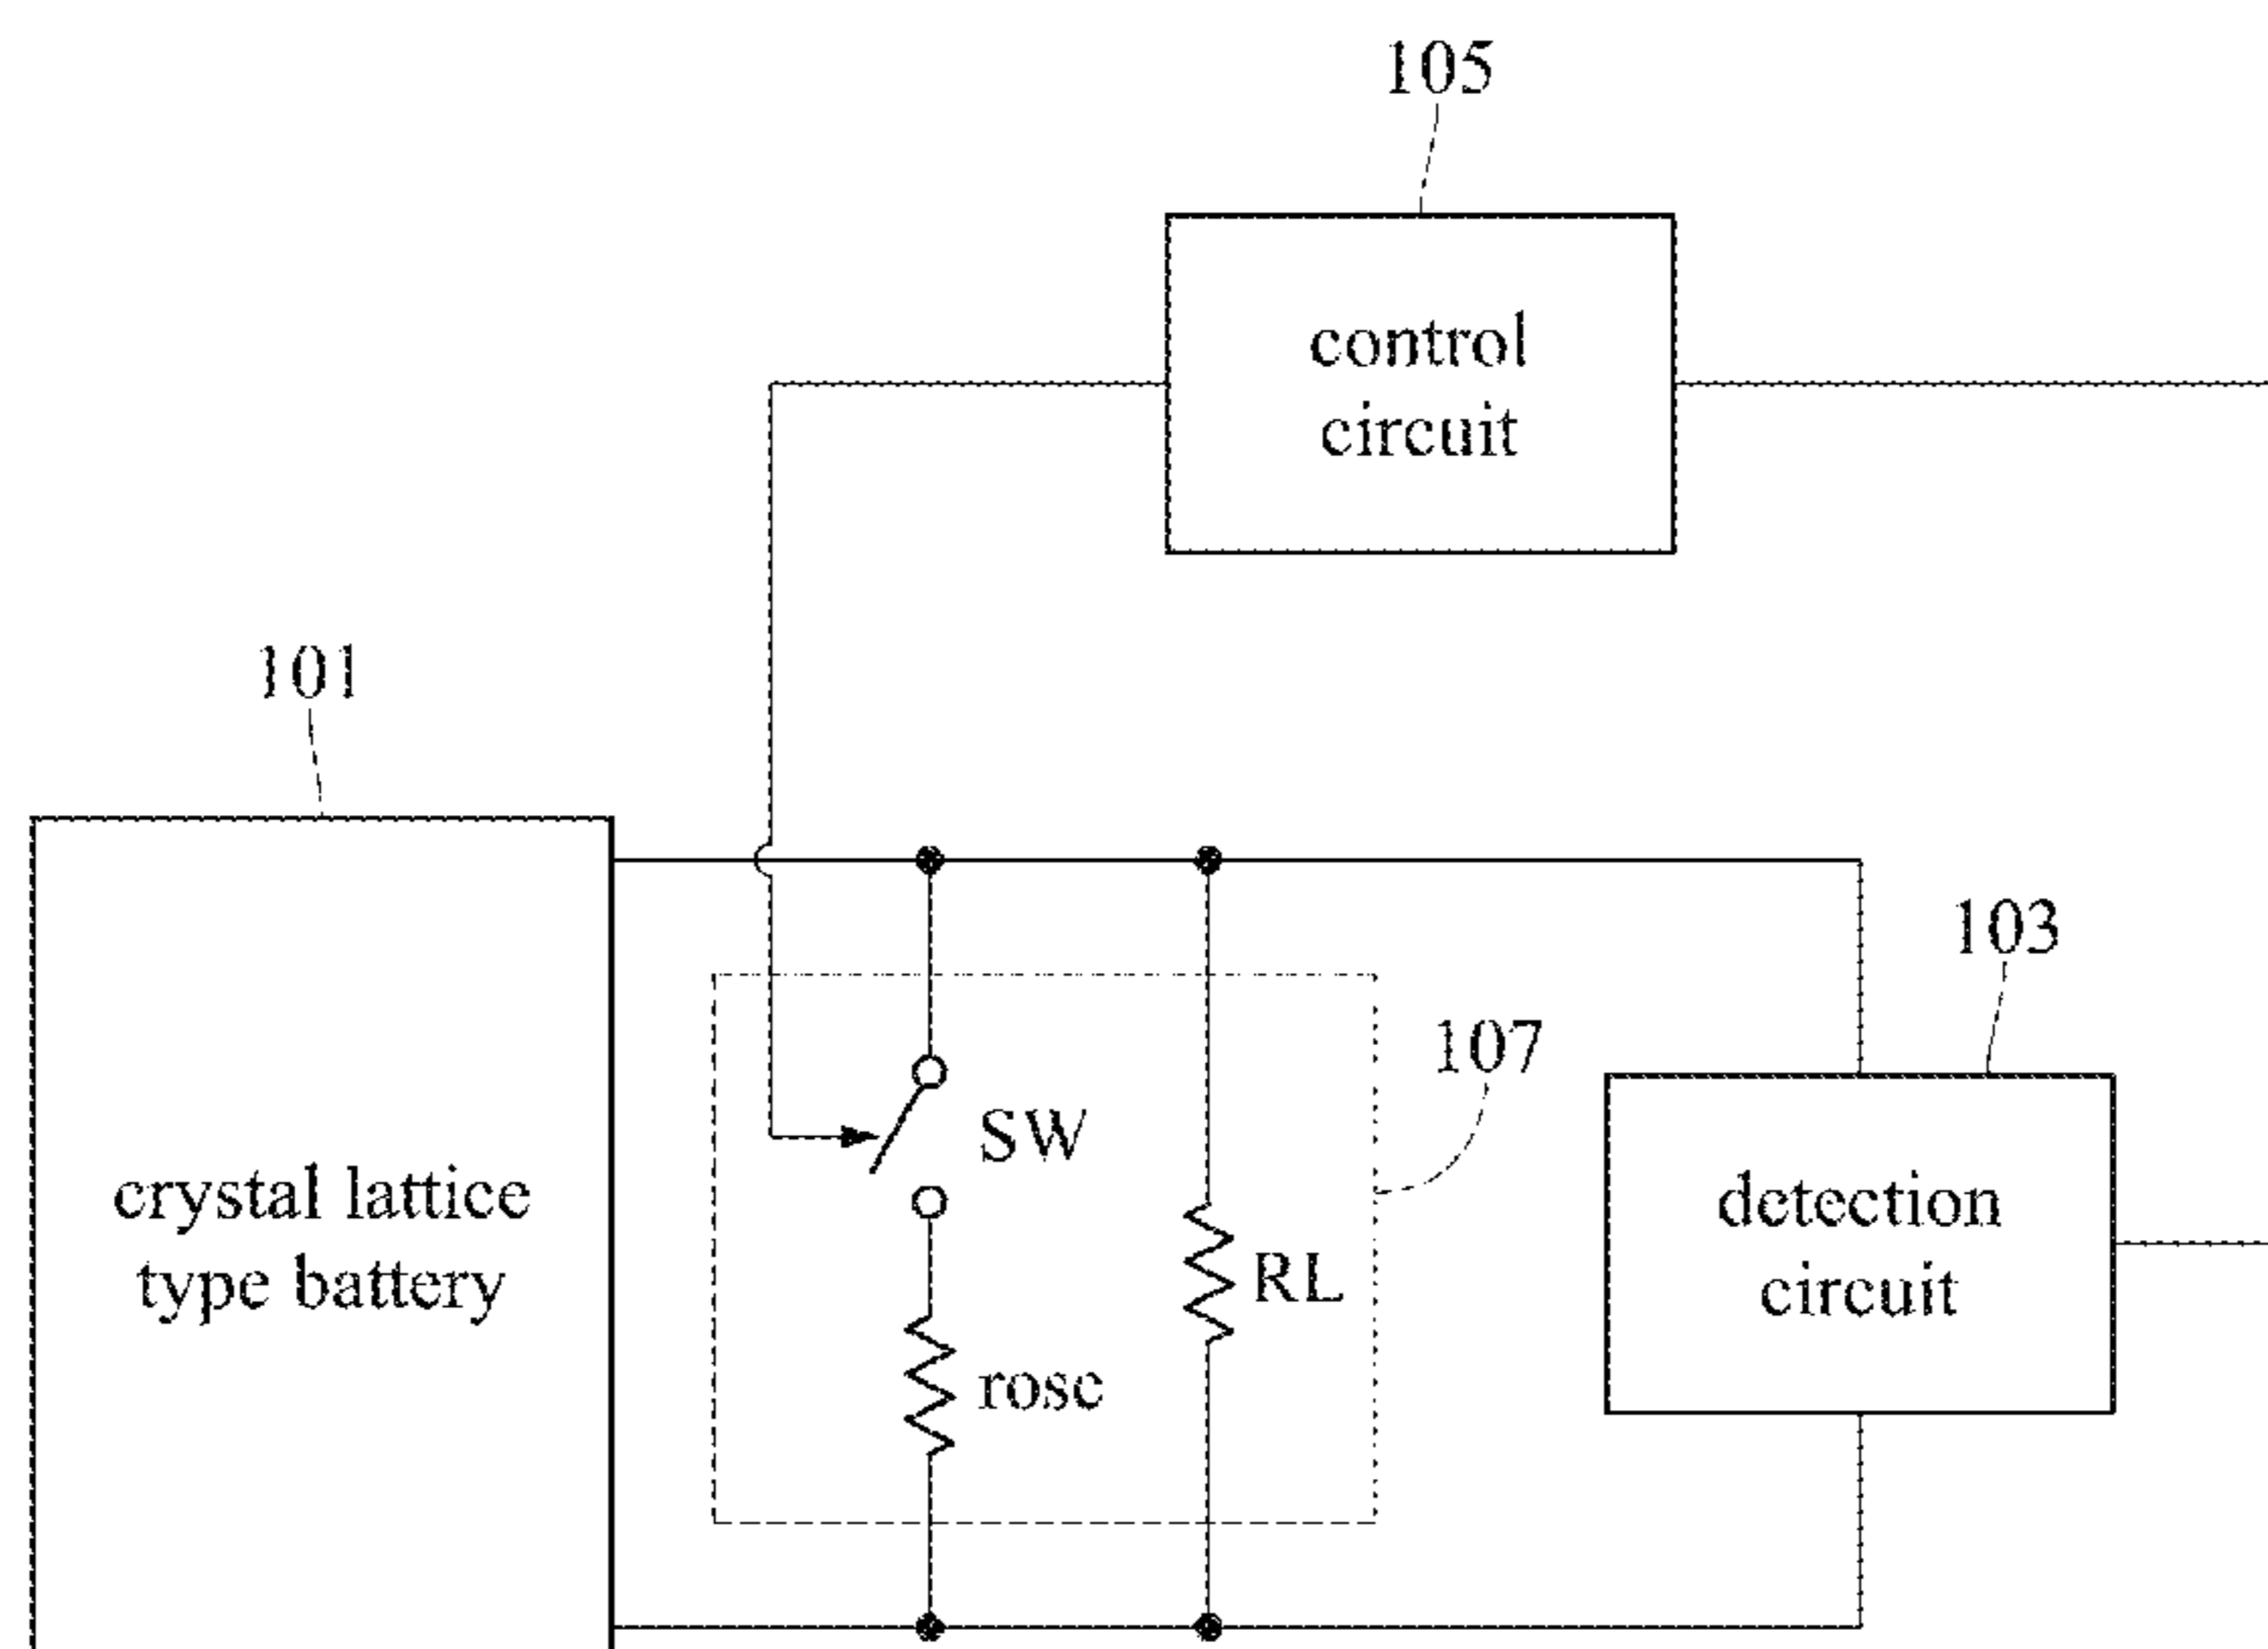 105
control
circuit
101
103
107
SW
crystal lattice
type battery
detection
circuit
RL
rosc